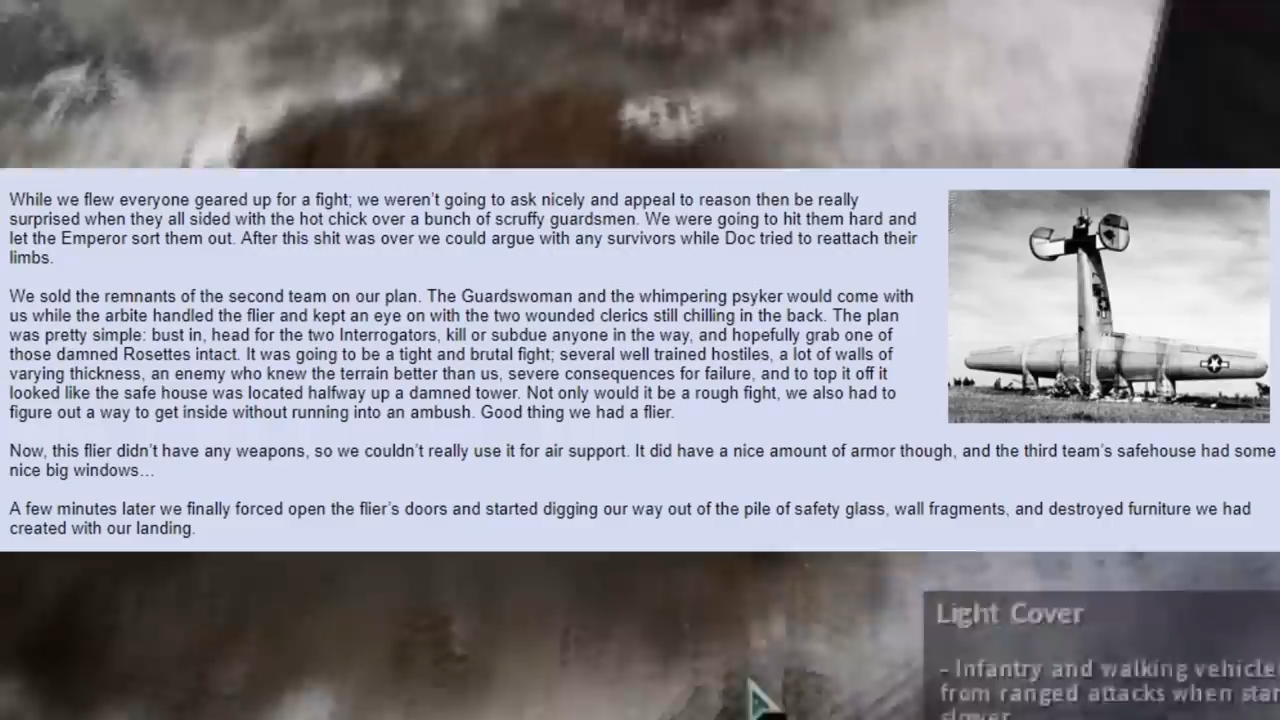 While we flew everyone geared up for a fight; we weren't going to ask nicely and appeal to reason then be really
surprised when they all sided with the hot chick over a bunch of scruffy guardsmen. We were going to hit them hard and
let the Emperor sort them out. After this shit was over we could argue with any survivors while Doc tried to reattach their
limbs.
We sold the remnants of the second team on our plan. The Guardswoman and the whimpering psyker would come with
us while the arbite handled the flier and kept an eye on with the two wounded clerics still chilling in the back. The plan
was pretty simple: bust in, head for the two Interrogators, kill or subdue anyone in the way, and hopefully grab one of
those damned Rosettes intact. It was going to be a tight and brutal fight; several well trained hostiles, a lot of walls of
varying thickness, an enemy who knew the terrain better than us, severe consequences for failure, and to top it off it
looked like the safe house was located halfway up a damned tower. Not only would it be a rough fight, we also had to
figure out a way to get inside without running into an ambush. Good thing we had a flier.
Now, this flier didn't have any weapons, so we couldn't really use it for air support. It did have a nice amount of armor though, and the third team's safehouse had some
nice big windows…
A few minutes later we finally forced open the flier's doors and started digging our way out of the pile of safety glass, wall fragments, and destroyed furniture we had
created with our landing.
Light Cover
- Infantry and walking vehicle
from ranged attacks when star
slower